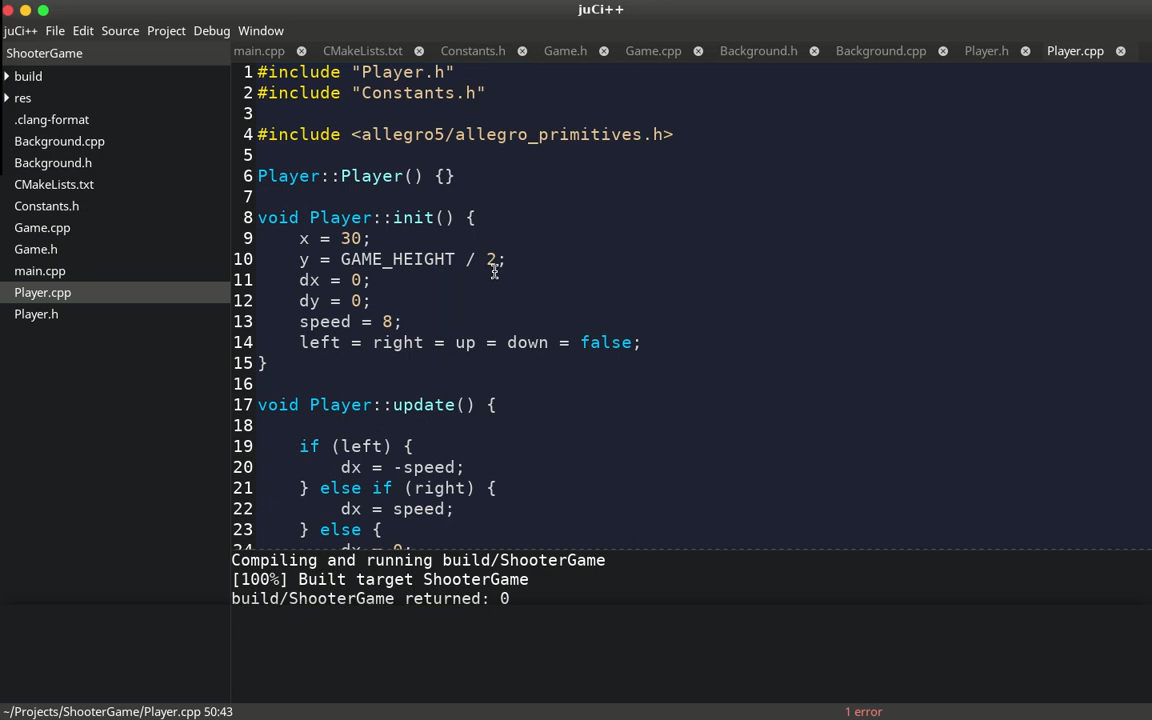 juCi++
juCi++ File Edit Source Project Debug Window
ShooterGame
build
res
.clang-format
Background.cpp
Background.h
CMakeLists.txt
Constants.h
Game.cpp
Game.h
main.cpp
Player.cpp
Player.h
main.cpp CMakeLists.txt Constants.h Game.h Game.cpp Background.h Background.cpp Player.h Player.cpp
1 #include "Player.h"
2 #include "Constants.h"
3
4 #include <allegro5/allegro_primitives.h>
5
6 Player::Player() {}
7
8 void Player::init() {
9 x = 30;
10 y = GAME_HEIGHT / 2;
11 dx = 0;
12 dy = 0;
13 speed = 8;
14 left = right = up = down = false;
15 }
16
17 void Player::update() {
18
19 if (left) {
20 dx = -speed;
21 } else if (right) {
22 dx = speed;
23 } else {
24 dx = 0;
Compiling and running build/ShooterGame
[100%] Built target ShooterGame
build/ShooterGame returned: 0
~/Projects/ShooterGame/Player.cpp 50:43 1 error